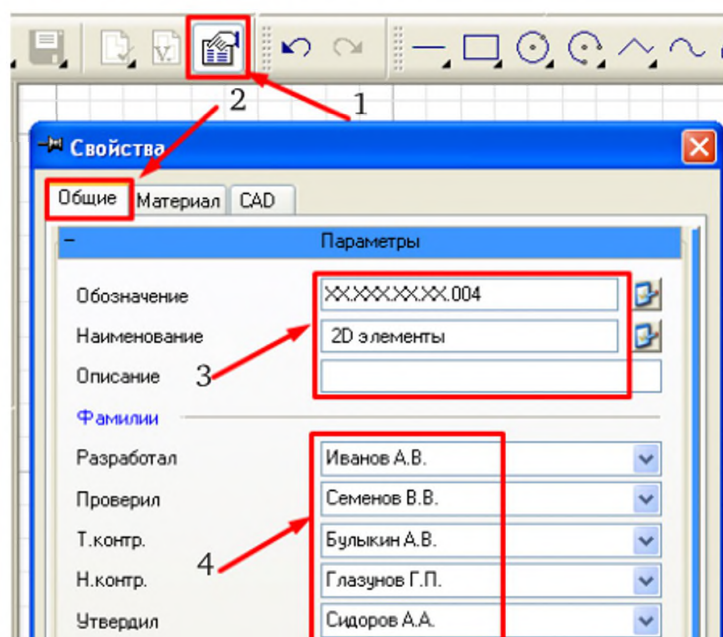 V.
2
1
Свойства
Общие Материал CAD
Параметры
Обозначение XX.XXX.XX.XX.004
Наименование 2D элементы
Описание
3
Фамилии
Разработал Иванов А.В.
Проверил Семенов В.В.
Т.контр. Булыкин А.В.
4
Н.контр. Глазунов Г.П.
Утвердил Сидоров А.А.